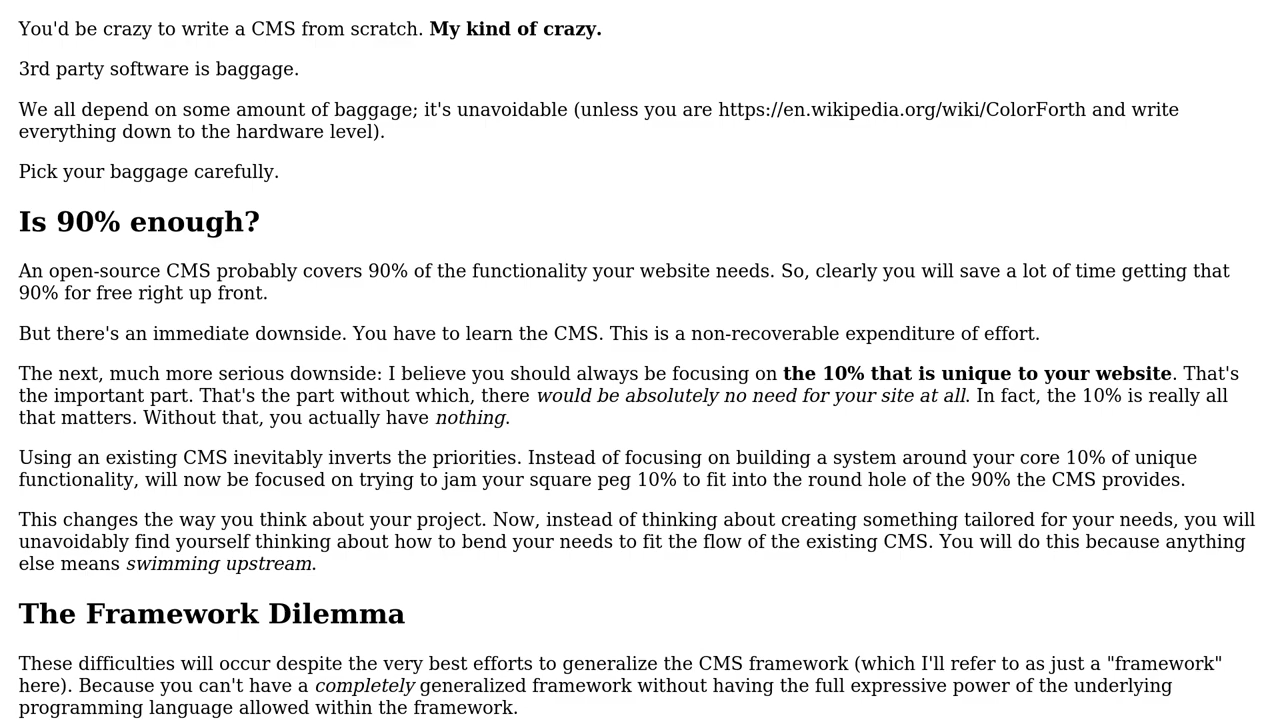 You'd be crazy to write a CMS from scratch. My kind of crazy.
3rd party software is baggage.
We all depend on some amount of baggage; it's unavoidable (unless you are https://en.wikipedia.org/wiki/ColorForth and write
everything down to the hardware level).
Pick your baggage carefully.
Is 90% enough?
An open-source CMS probably covers 90% of the functionality your website needs. So, clearly you will save a lot of time getting that
90% for free right up front.
But there's an immediate downside. You have to learn the CMS. This is a non-recoverable expenditure of effort.
The next, much more serious downside: I believe you should always be focusing on the 10% that is unique to your website. That's
the important part. That's the part without which, there would be absolutely no need for your site at all. In fact, the 10% is really all
that matters. Without that, you actually have nothing.
Using an existing CMS inevitably inverts the priorities. Instead of focusing on building a system around your core 10% of unique
functionality, will now be focused on trying to jam your square peg 10% to fit into the round hole of the 90% the CMS provides.
This changes the way you think about your project. Now, instead of thinking about creating something tailored for your needs, you will
unavoidably find yourself thinking about how to bend your needs to fit the flow of the existing CMS. You will do this because anything
else means swimming upstream.
The Framework Dilemma
These difficulties will occur despite the very best efforts to generalize the CMS framework (which I'll refer to as just a "framework"
here). Because you can't have a completely generalized framework without having the full expressive power of the underlying
programming language allowed within the framework.